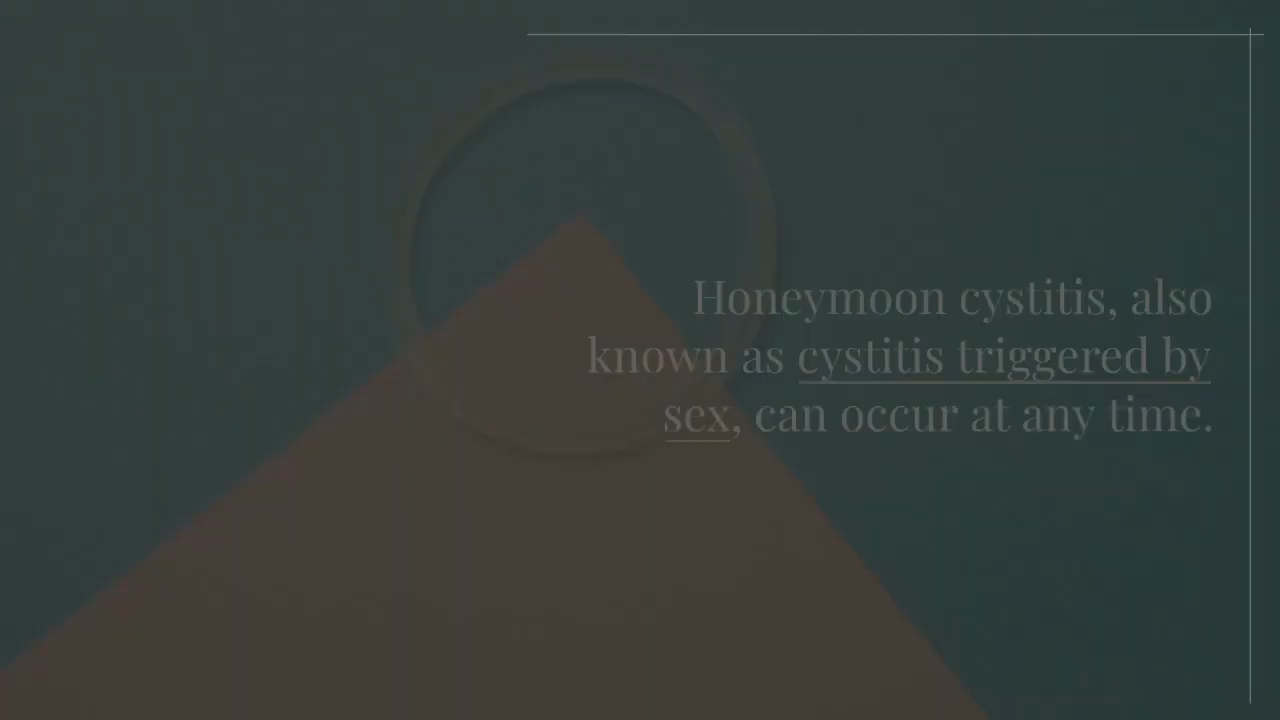 Honeymoon cystitis, also
known as cystitis triggered by
sex, can occur at any time.